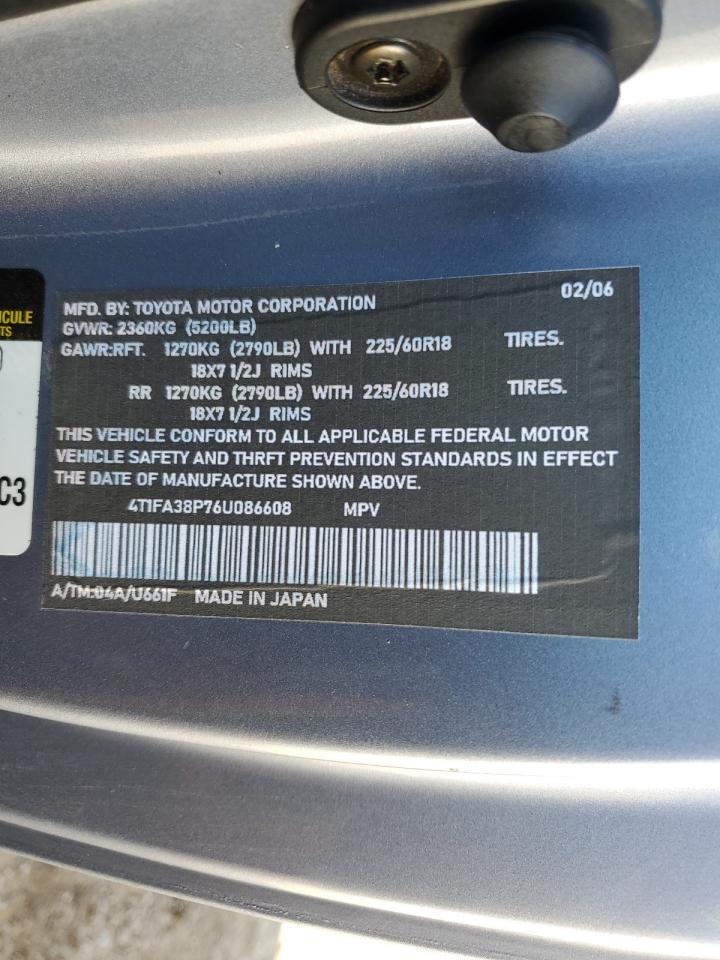 ICULE
TS
C3
02/06
MFD. BY: TOYOTA MOTOR CORPORATION
GVWR: 2360KG (5200LB)
GAWR:RFT. 1270KG (2790LB) WITH 225/60R18 TIRES.
18X7 1/2J RIMS
RR 1270KG (2790LB) WITH 225/60R18 TIRES.
18X7 1/2J RIMS
THIS VEHICLE CONFORM TO ALL APPLICABLE FEDERAL MOTOR
VEHICLE SAFETY AND THRFT PREVENTION STANDARDS IN EFFECT
THE DATE OF MANUFACTURE SHOWN ABOVE.
4T1FA38P76U086608 MPV
A/TM:04A/U661F MADE IN JAPAN